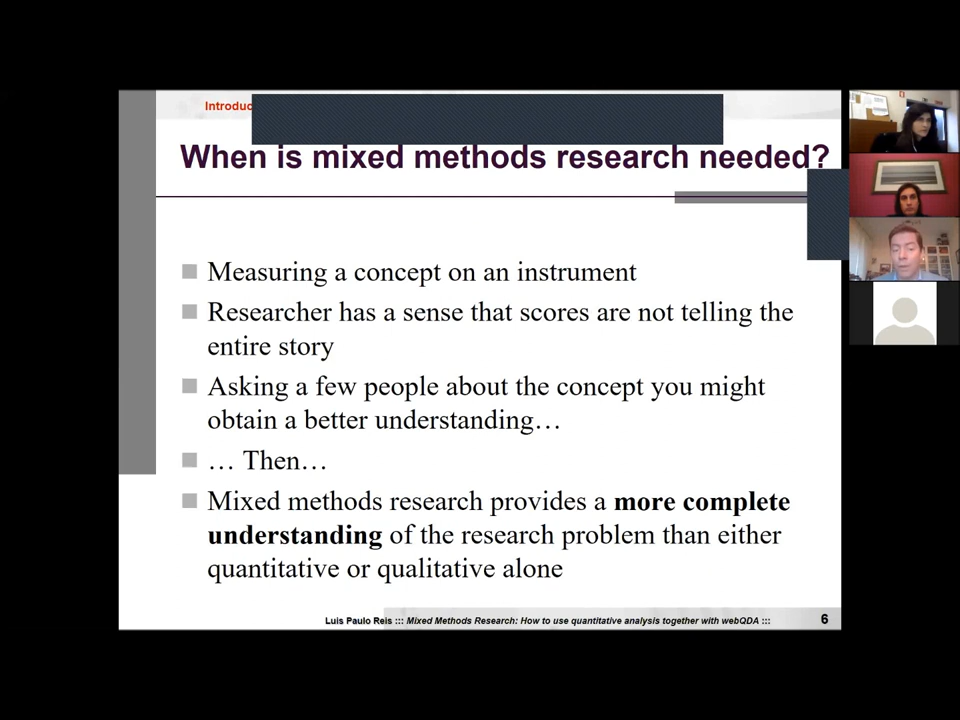 Introduc
When is mixed methods research needed?
Measuring a concept on an instrument
Researcher has a sense that scores are not telling the
entire story
Asking a few people about the concept you might
obtain a better understanding…
… Then…
Mixed methods research provides a more complete
understanding of the research problem than either
quantitative or qualitative alone
Luis Paulo Reis ::: Mixed Methods Research: How to use quantitative analysis together with webQDA ::: 6